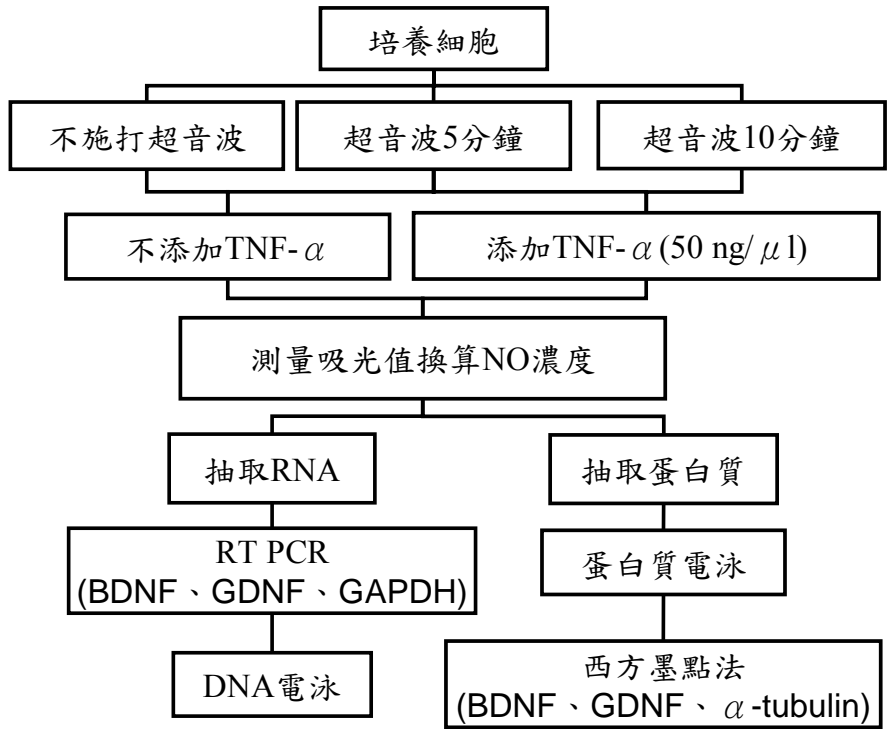 培養細胞
不施打超音波
超音波5分鐘
超音波10分鐘
不添加TNF-α
添加TNF-α(50 ng/μl)
測量吸光值換算NO濃度
抽取RNA
抽取蛋白質
RT PCR
(BDNF、GDNF、GAPDH)
蛋白質電泳
DNA電泳
西方墨點法
(BDNF、GDNF、α-tubulin)